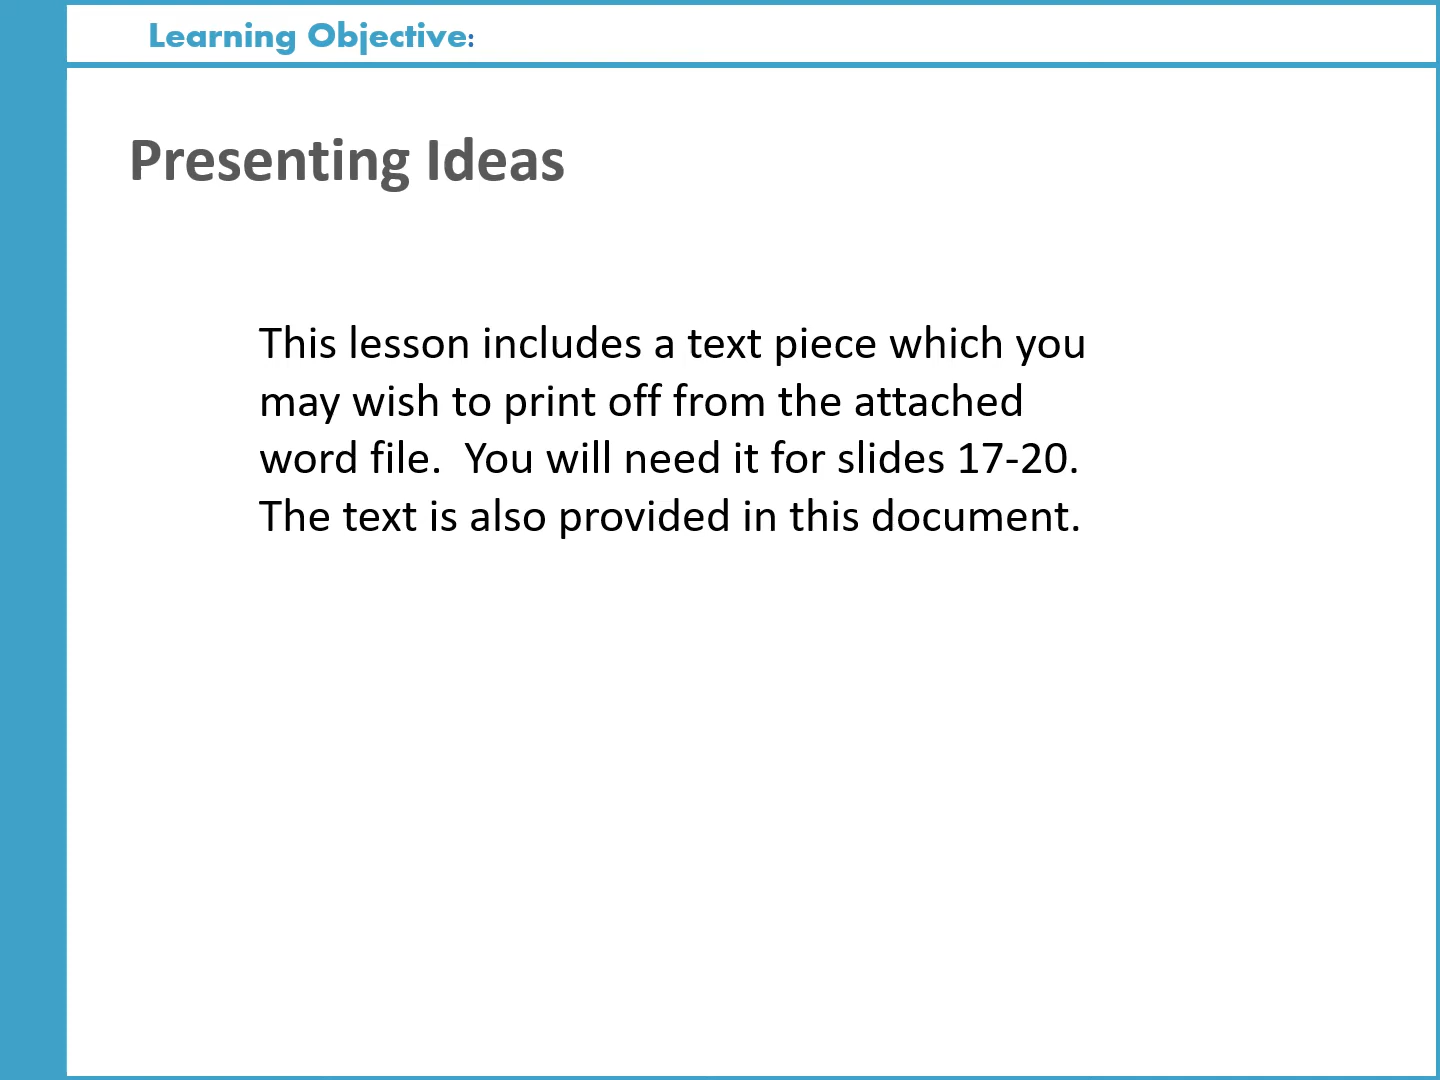 Learning Objective:
Presenting Ideas
This lesson includes a text piece which you
may wish to print off from the attached
word file.  You will need it for slides 17-20.
The text is also provided in this document.